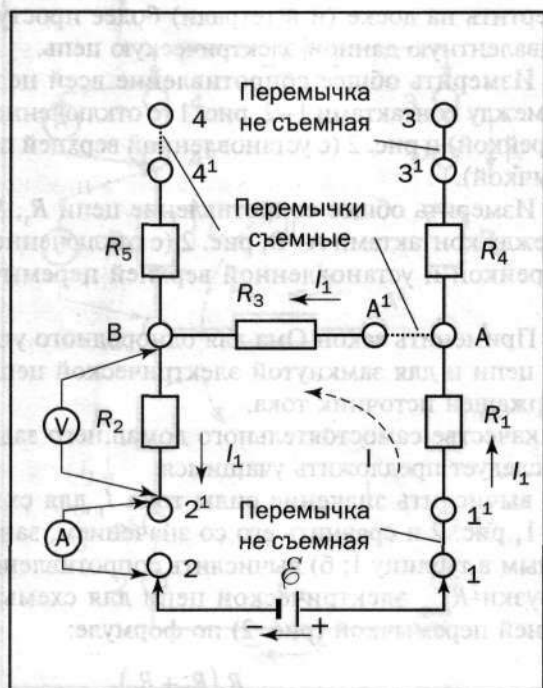 Перемычка
не съемная
4
3
4¹
3¹
Перемычки
съемные
R₅
R₄
R₃
I₁
A¹
B
A
V
R₂
R₁
I₁
I
I₁
A
2¹
1¹
Перемычка
не съемная
2
1
ℰ
− +